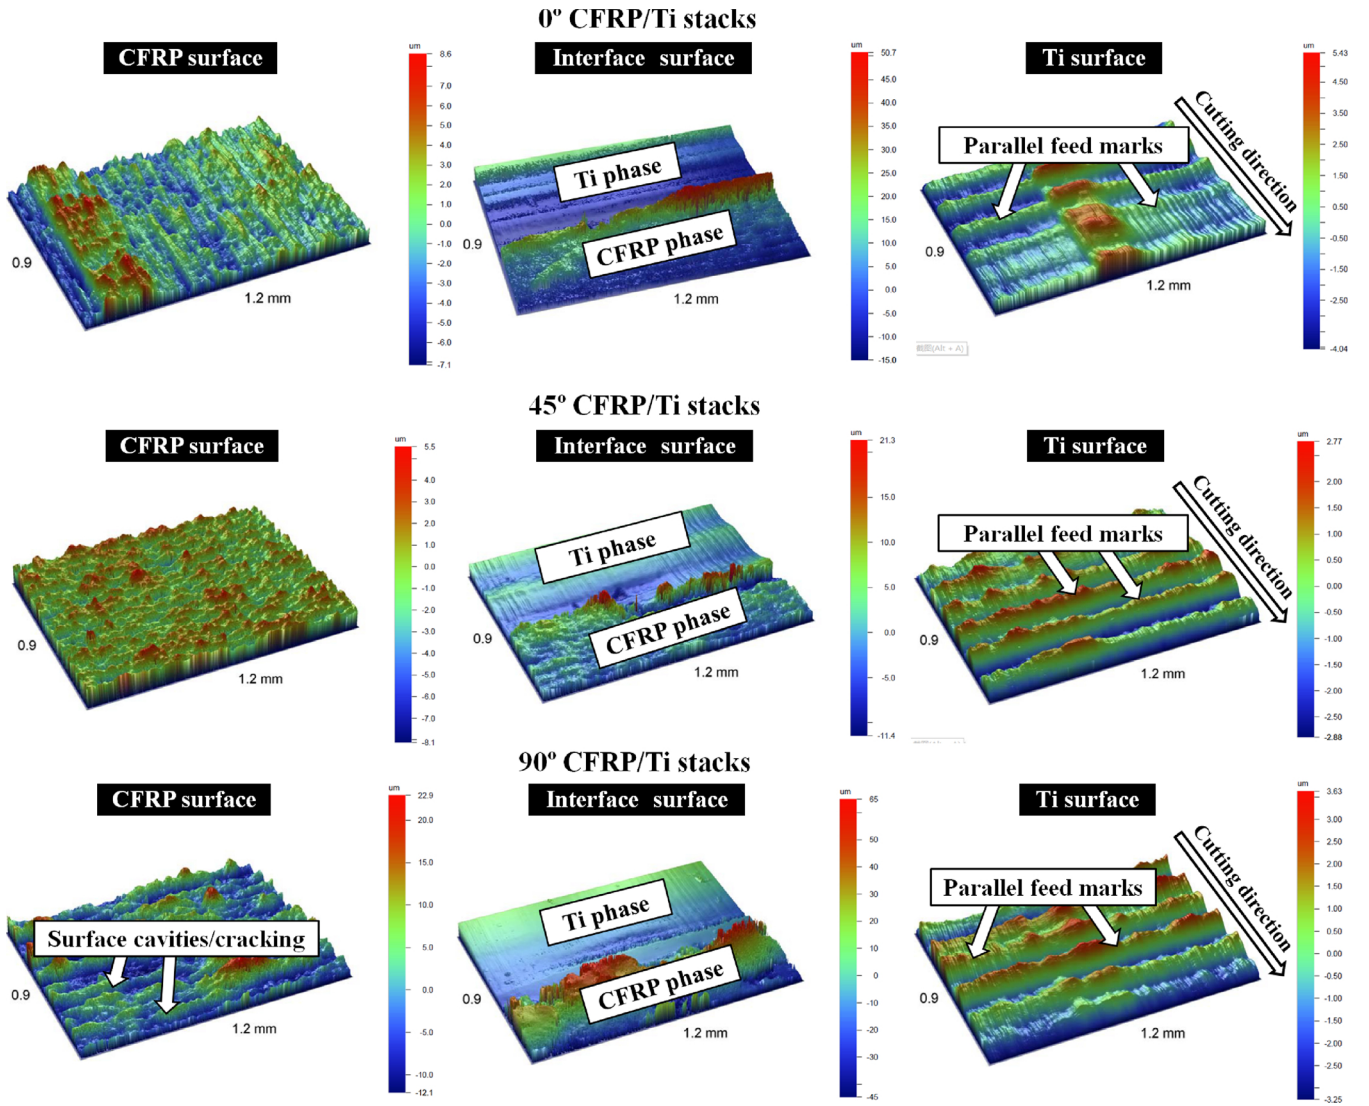 0° CFRP/Ti stacks
CFRP surface
Interface surface
Ti surface
um
8.6
7.0
6.0
5.0
4.0
3.0
2.0
1.0
0.0
-1.0
-2.0
-3.0
-4.0
-5.0
-6.0
-7.1
0.9
1.2 mm
um
50.7
45.0
40.0
35.0
30.0
25.0
20.0
15.0
10.0
5.0
0.0
-5.0
-10.0
-15.0
Ti phase
CFRP phase
0.9
1.2 mm
um
5.43
4.50
3.50
2.50
1.50
0.50
-0.50
-1.50
-2.50
-4.04
Parallel feed marks
Cutting direction
0.9
1.2 mm
截图(Alt + A)
45° CFRP/Ti stacks
CFRP surface
Interface surface
Ti surface
um
5.5
4.0
3.0
2.0
1.0
0.0
-1.0
-2.0
-3.0
-4.0
-5.0
-6.0
-7.0
-8.1
0.9
1.2 mm
um
21.3
15.0
10.0
5.0
0.0
-5.0
-11.4
Ti phase
CFRP phase
0.9
1.2 mm
um
2.77
2.00
1.50
1.00
0.50
0.00
-0.50
-1.00
-1.50
-2.00
-2.50
-2.88
Parallel feed marks
Cutting direction
0.9
1.2 mm
90° CFRP/Ti stacks
CFRP surface
Interface surface
Ti surface
um
22.9
20.0
15.0
10.0
5.0
0.0
-5.0
-10.0
-12.1
Surface cavities/cracking
0.9
1.2 mm
um
65
50
40
30
20
10
0
-10
-20
-30
-45
Ti phase
CFRP phase
0.9
1.2 mm
um
3.63
3.00
2.50
2.00
1.50
1.00
0.50
0.00
-0.50
-1.00
-1.50
-2.00
-2.50
-3.25
Parallel feed marks
Cutting direction
0.9
1.2 mm